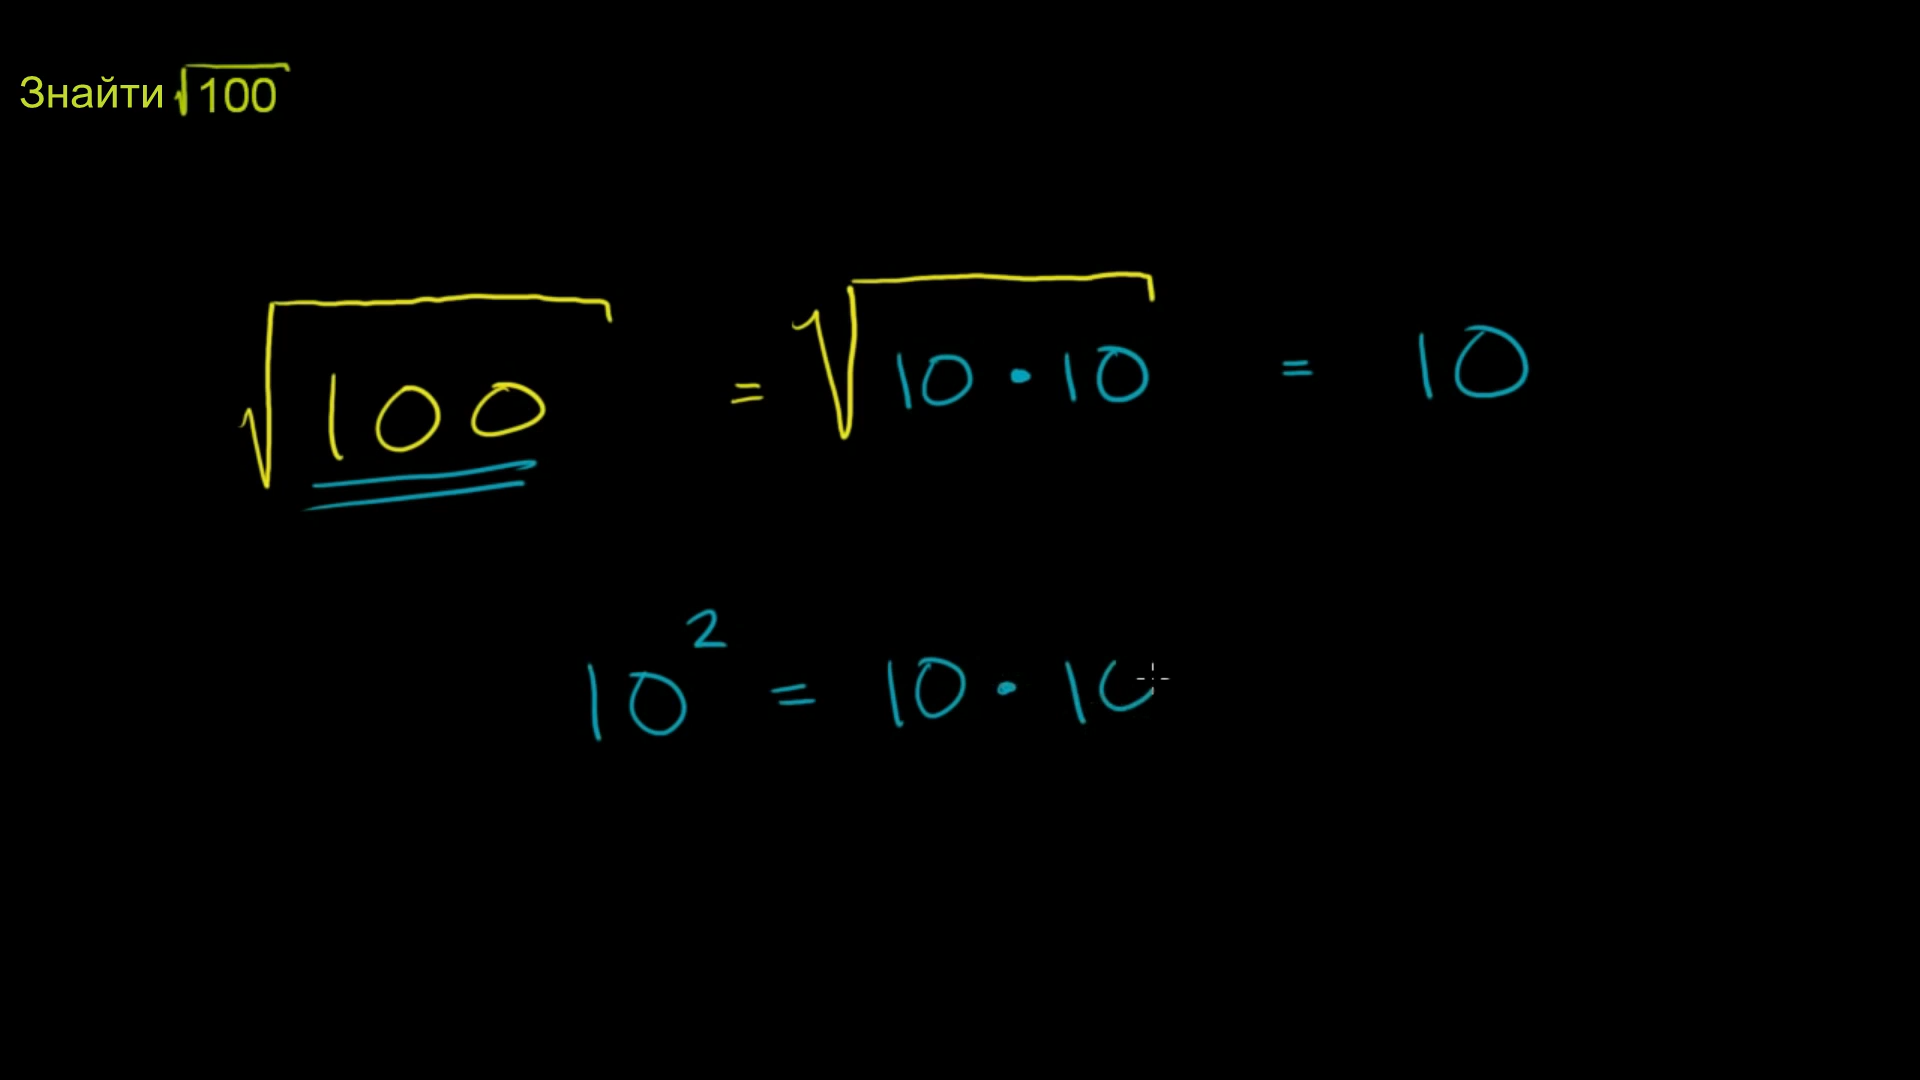 Знайти √100
√100 = √10 · 10 = 10
10² = 10 · 10